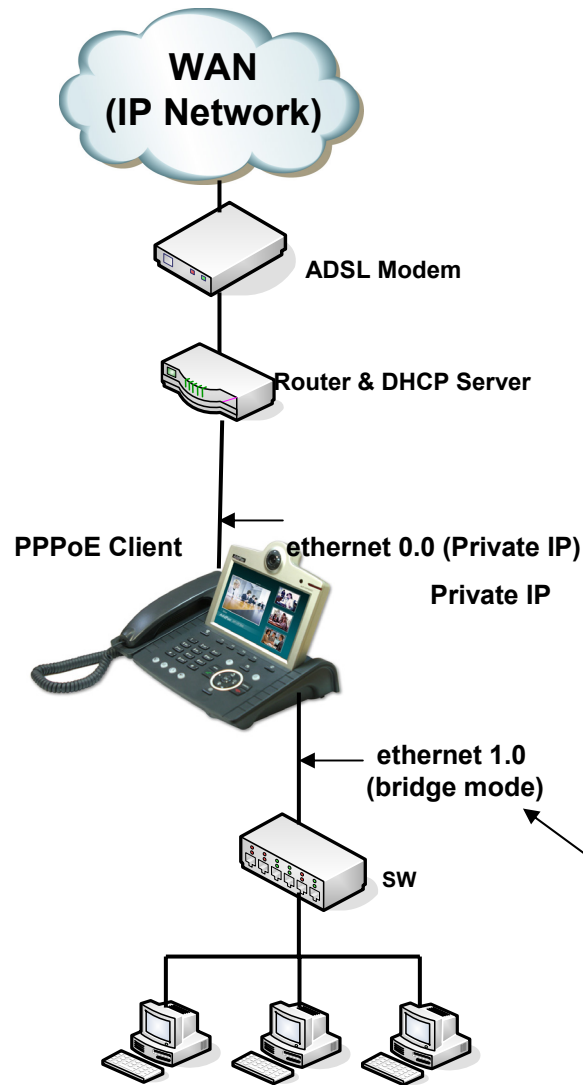 WAN
(IP Network)
ADSL Modem
Router & DHCP Server
PPPoE Client
ethernet 0.0 (Private IP)
Private IP
ethernet 1.0
(bridge mode)
SW